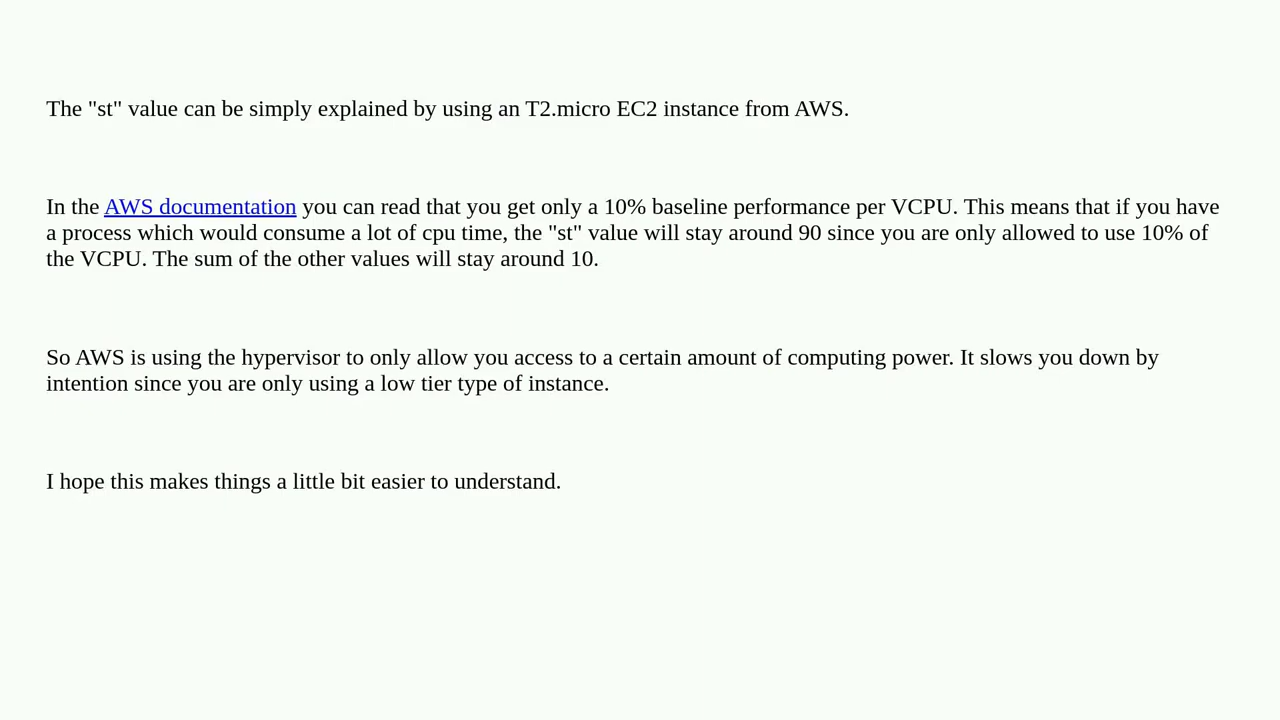 The "st" value can be simply explained by using an T2.micro EC2 instance from AWS.
In the AWS documentation you can read that you get only a 10% baseline performance per VCPU. This means that if you have
a process which would consume a lot of cpu time, the "st" value will stay around 90 since you are only allowed to use 10% of
the VCPU. The sum of the other values will stay around 10.
So AWS is using the hypervisor to only allow you access to a certain amount of computing power. It slows you down by
intention since you are only using a low tier type of instance.
I hope this makes things a little bit easier to understand.